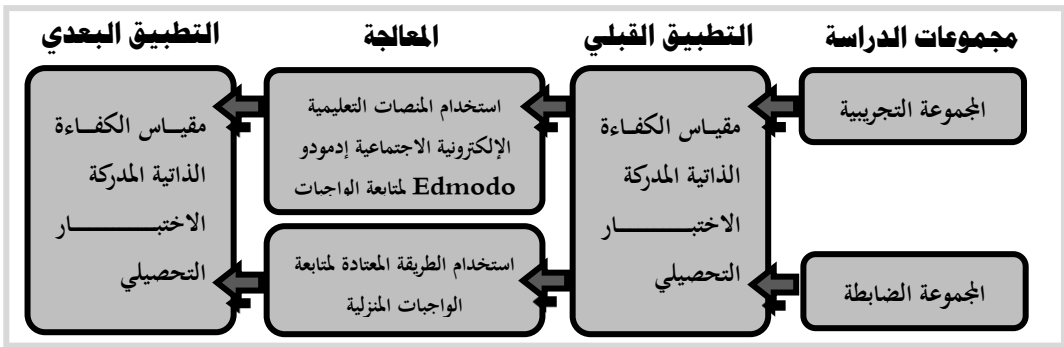 مجموعات الدراسة
التطبيق القبلي
المعالجة
التطبيق البعدي
المجموعة التجريبية
المجموعة الضابطة
مقياس الكفاءة
الذاتية المدركة
الاختبار
التحصيلي
استخدام المنصات التعليمية
الإلكترونية الاجتماعية إدمودو
Edmodo لمتابعة الواجبات
استخدام الطريقة المعتادة لمتابعة
الواجبات المنزلية
مقياس الكفاءة
الذاتية المدركة
الاختبار
التحصيلي